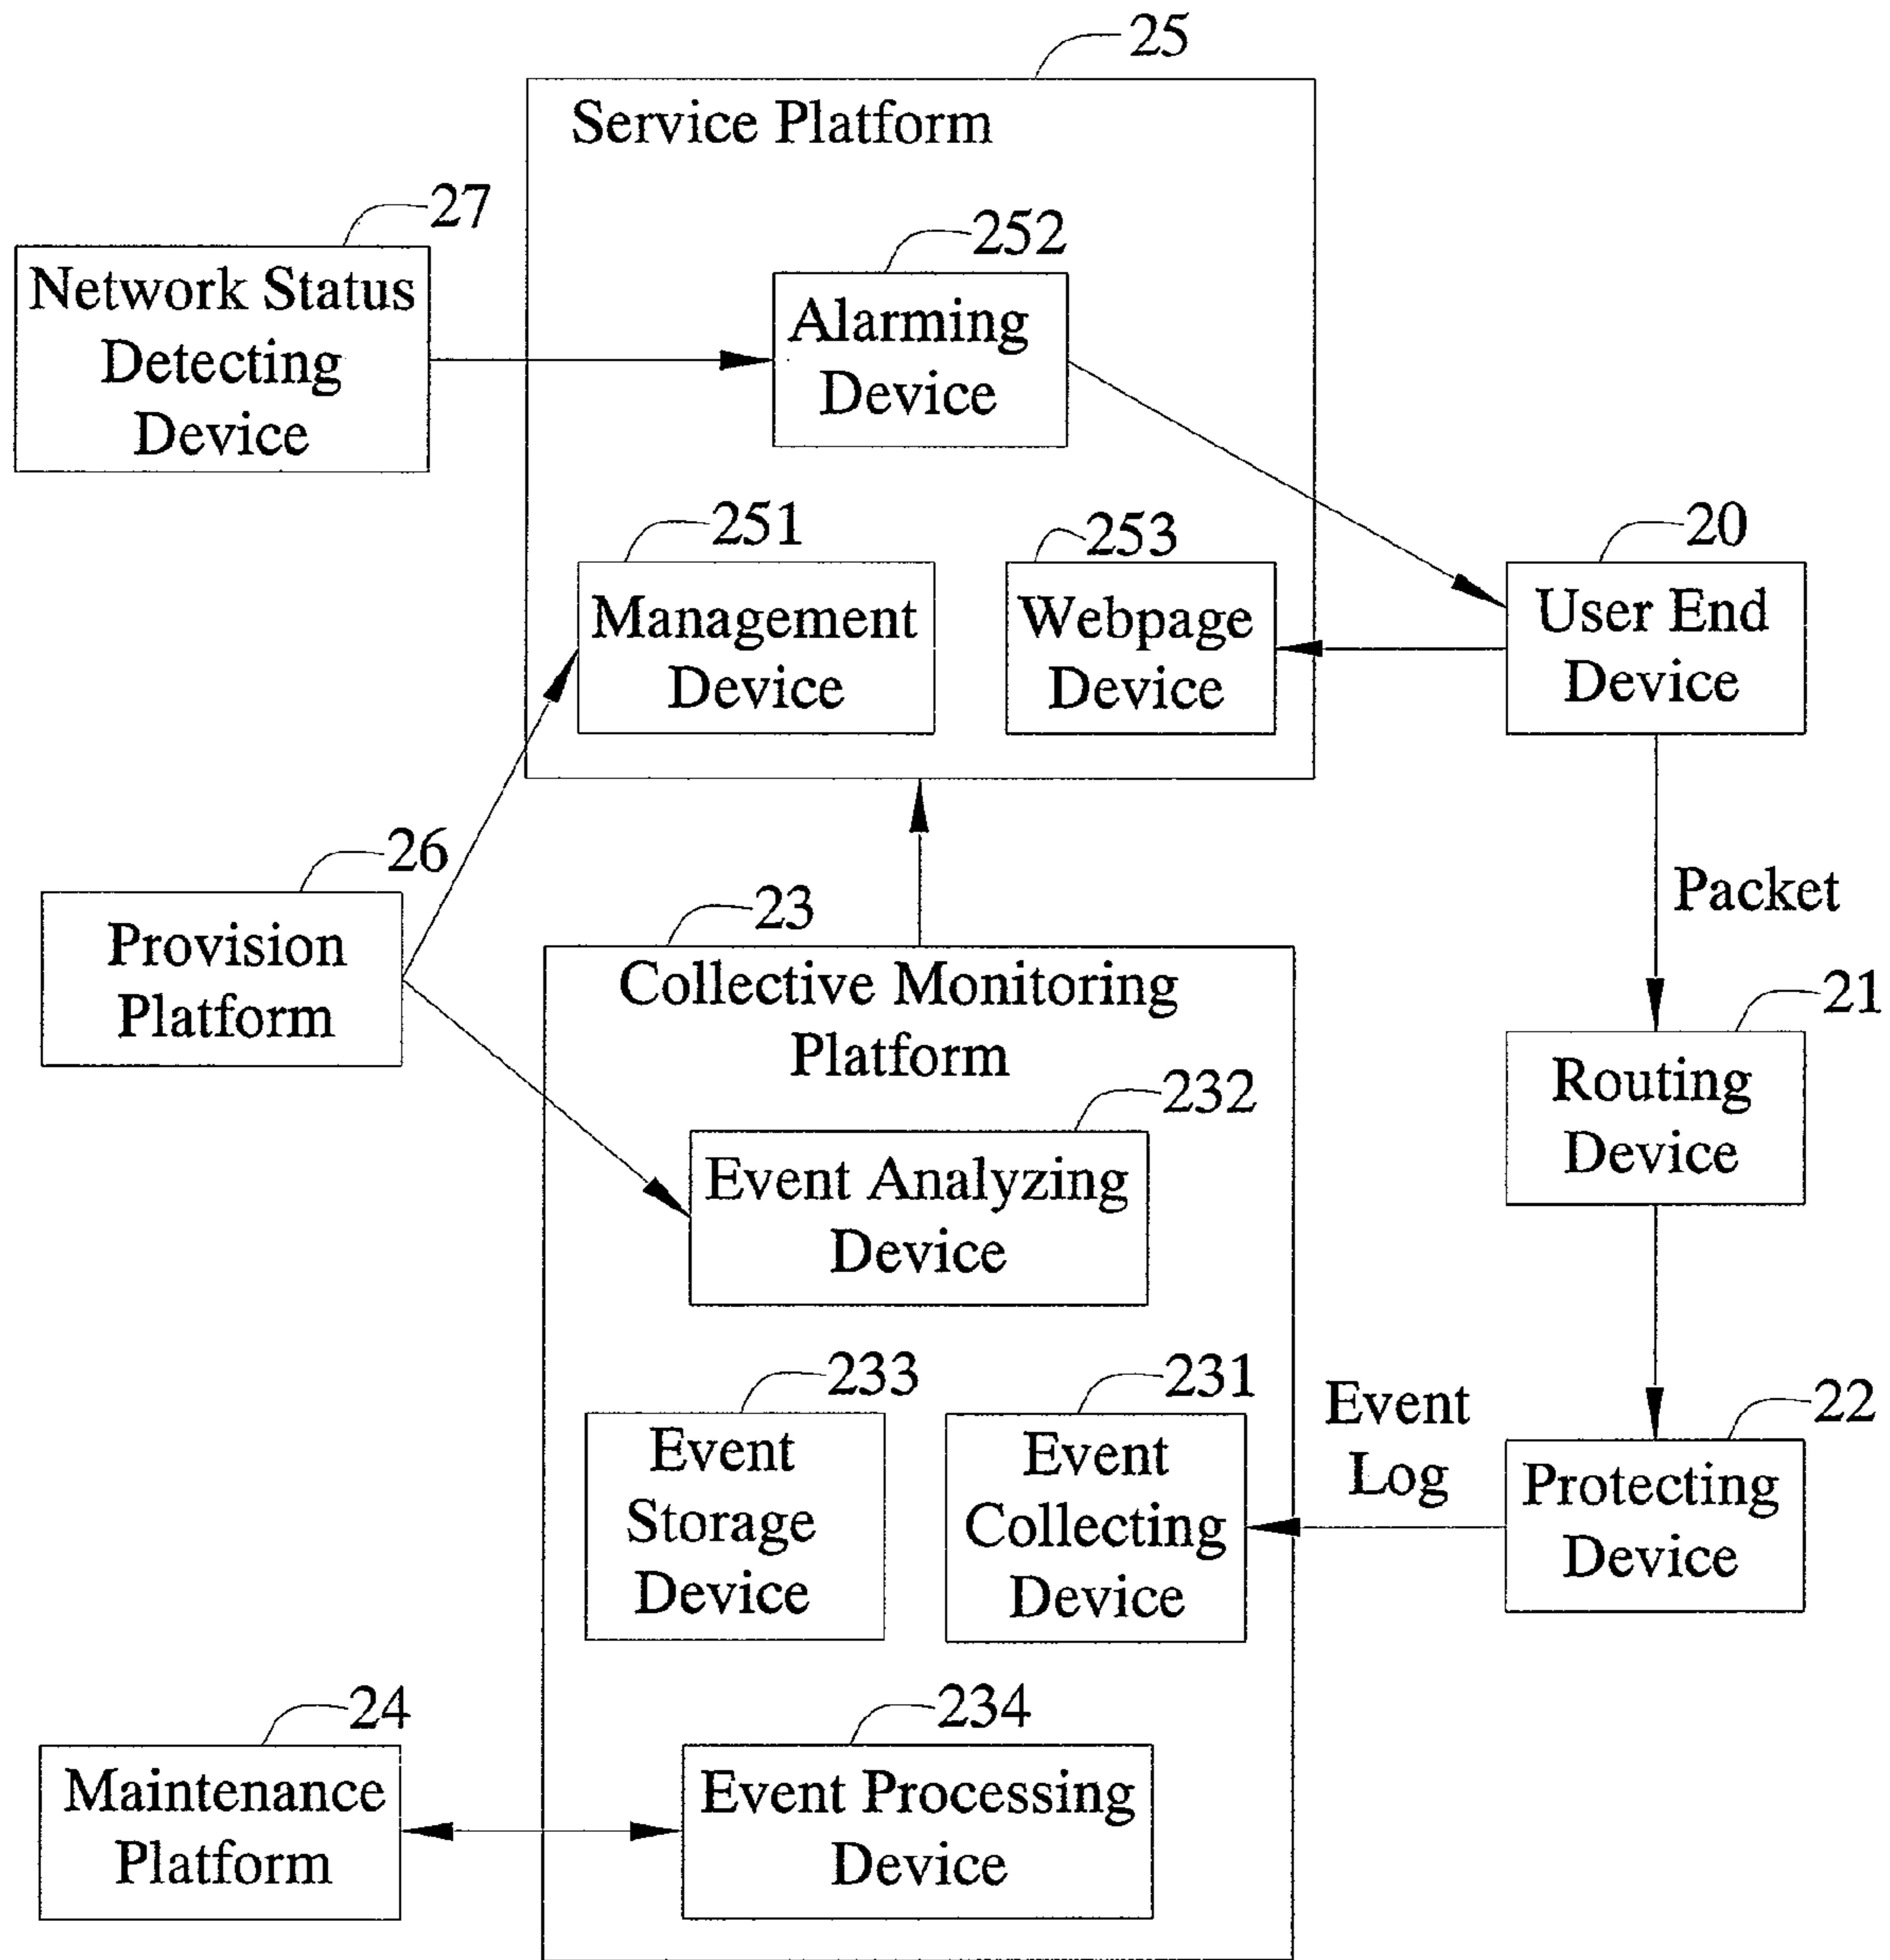 25
Service Platform
27
Network Status
Detecting
Device
252
Alarming
Device
251
Management
Device
253
Webpage
Device
20
User End
Device
26
Provision
Platform
Packet
23
Collective Monitoring
Platform
21
Routing
Device
232
Event Analyzing
Device
233
Event
Storage
Device
231
Event
Collecting
Device
Event
Log
22
Protecting
Device
24
Maintenance
Platform
234
Event Processing
Device